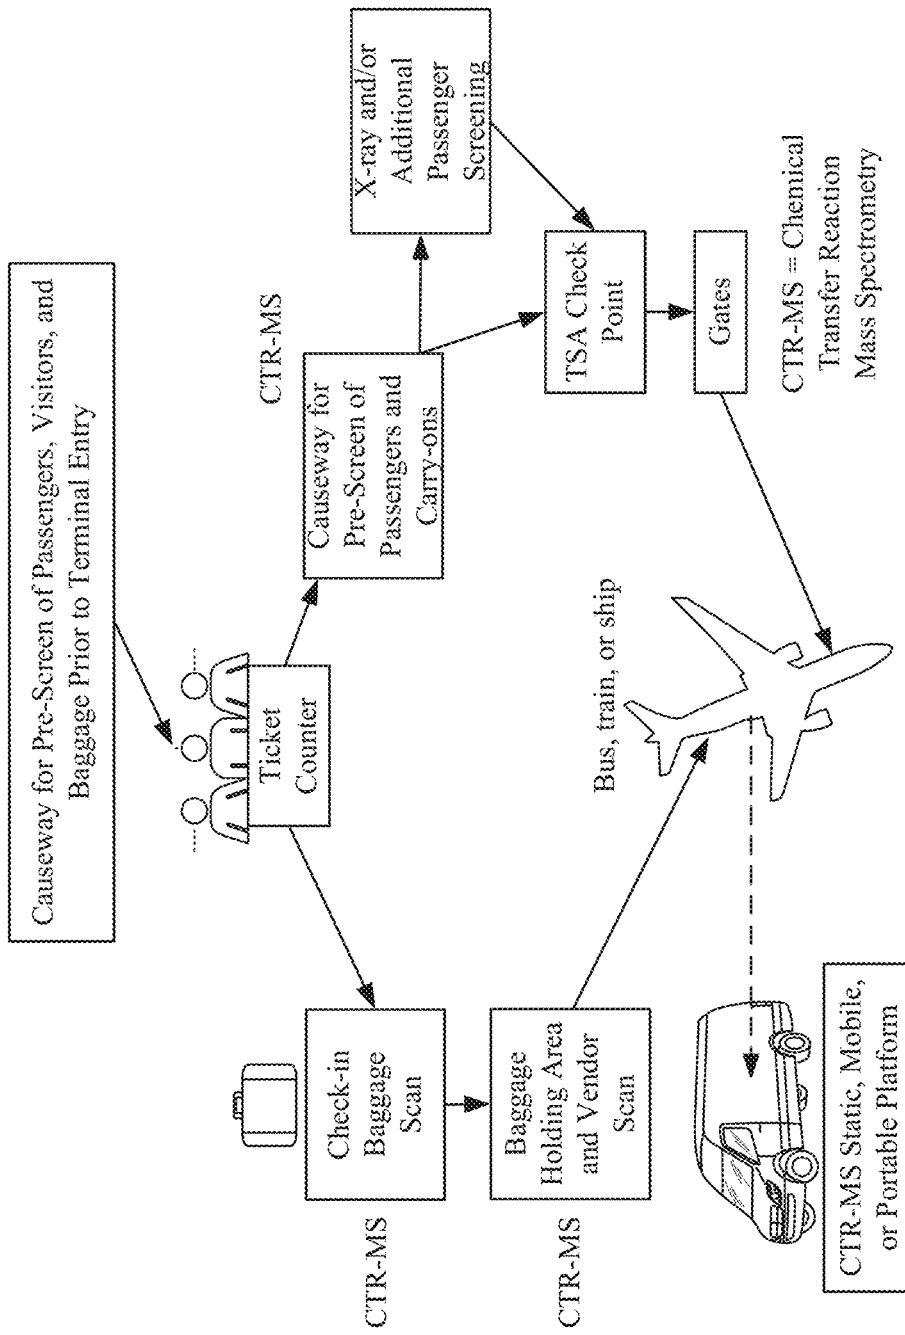 Causeway for Pre-Screen of Passengers, Visitors, and
Baggage Prior to Terminal Entry
Ticket
Counter
CTR-MS
Causeway for
Pre-Screen of
Passengers and
Carry-ons
X-ray and/or
Additional
Passenger
Screening
TSA Check
Point
Gates
CTR-MS = Chemical
Transfer Reaction
Mass Spectrometry
CTR-MS
Check-in
Baggage
Scan
CTR-MS
Baggage
Holding Area
and Vendor
Scan
Bus, train, or ship
CTR-MS Static, Mobile,
or Portable Platform